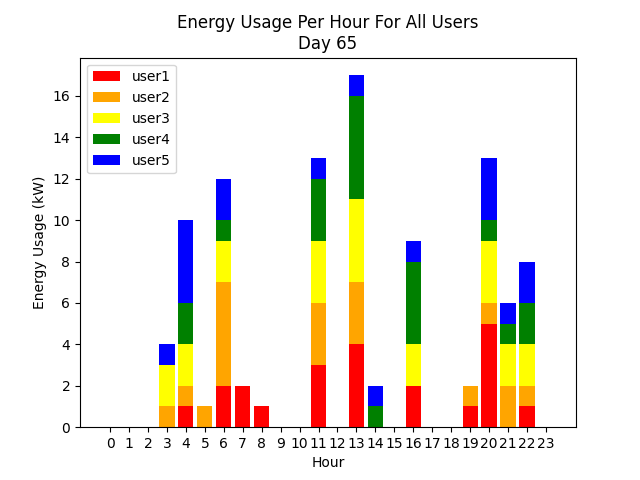 Energy Usage Per Hour For All Users
Day 65
user1
user2
user3
user4
user5
Energy Usage (kW)
16
14
12
10
8
6
4
2
0
0 1 2 3 4 5 6 7 8 9 10 11 12 13 14 15 16 17 18 19 20 21 22 23
Hour